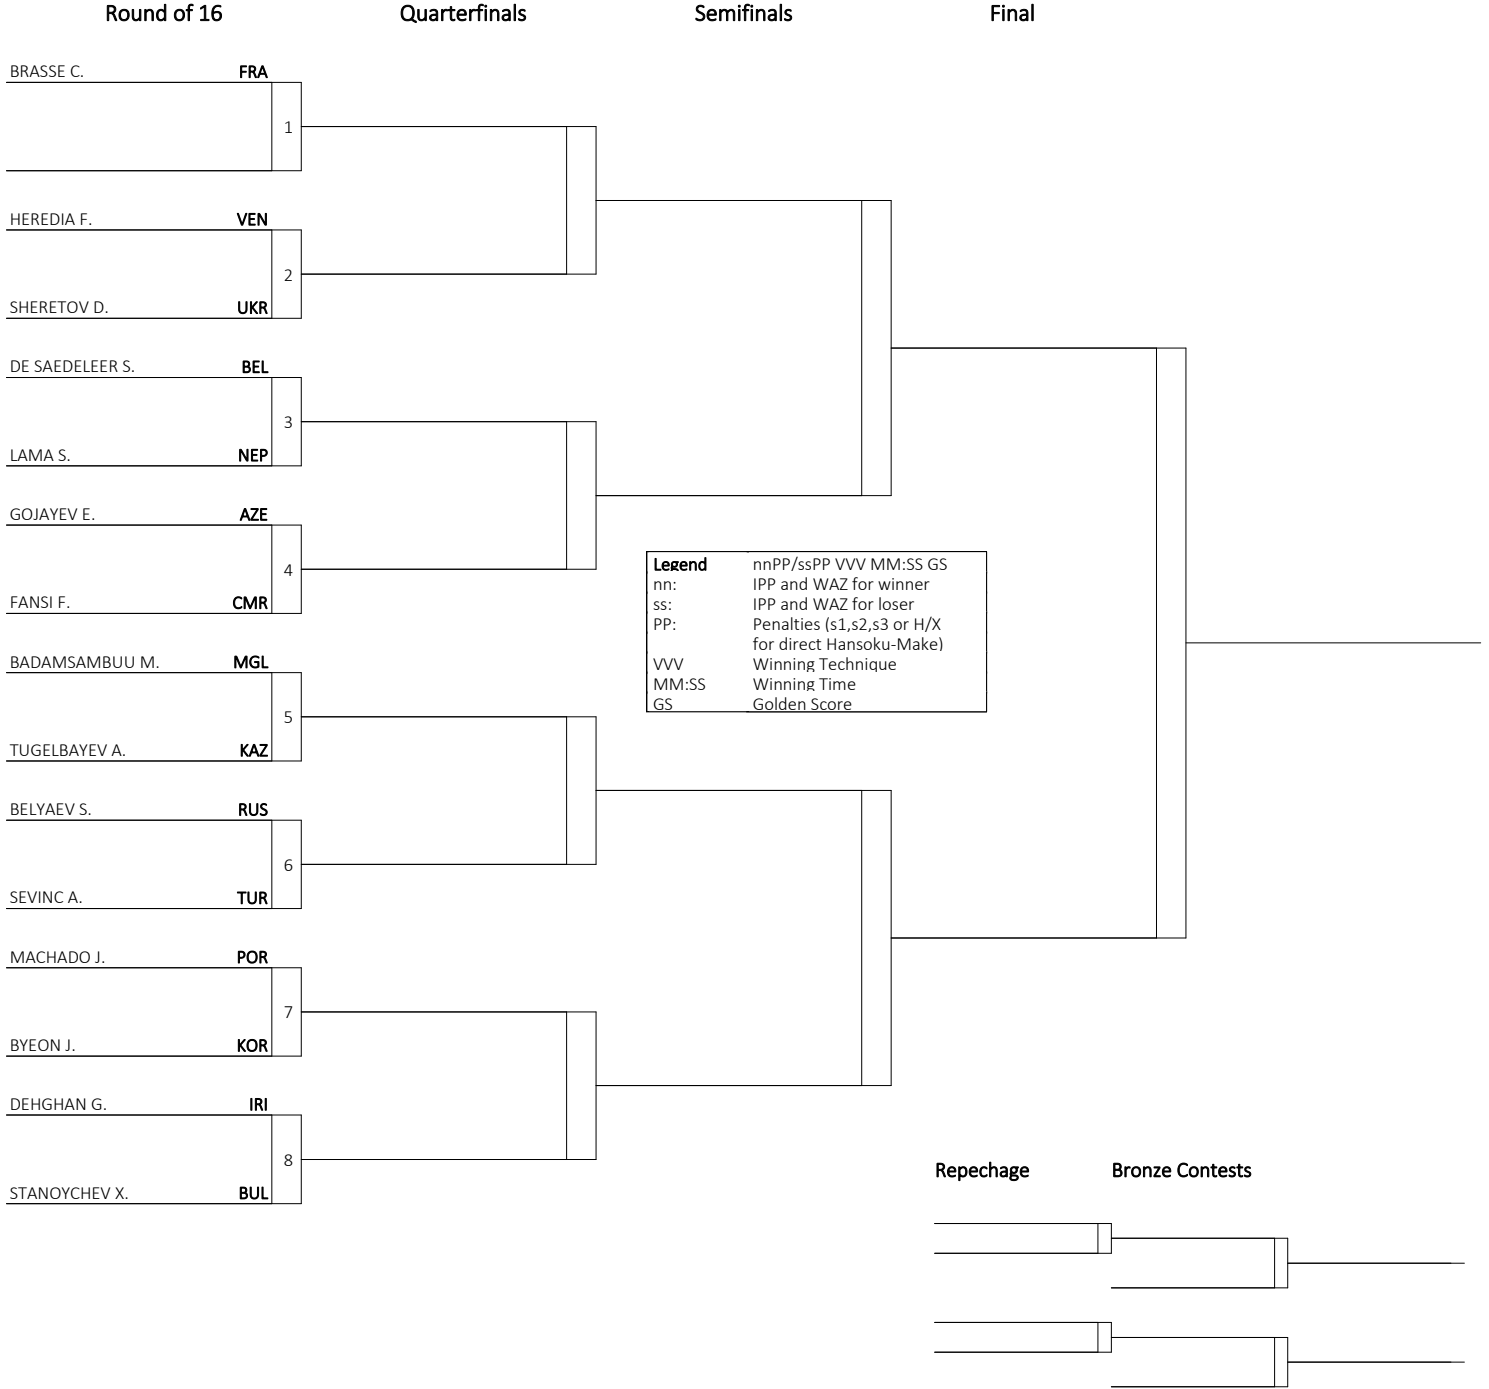 Round of 16 Quarterfinals Semifinals Final
BRASSE C. FRA
1
HEREDIA F. VEN
2
SHERETOV D. UKR
DE SAEDELEER S. BEL
3
LAMA S. NEP
GOJAYEV E. AZE
4
FANSI F. CMR
BADAMSAMBUU M. MGL
5
TUGELBAYEV A. KAZ
BELYAEV S. RUS
6
SEVINC A. TUR
MACHADO J. POR
7
BYEON J. KOR
DEHGHAN G. IRI
8
STANOYCHEV X. BUL
Legend nnPP/ssPP VVV MM:SS GS
nn: IPP and WAZ for winner
ss: IPP and WAZ for loser
PP: Penalties (s1,s2,s3 or H/X
for direct Hansoku-Make)
VVV Winning Technique
MM:SS Winning Time
GS Golden Score
Repechage Bronze Contests